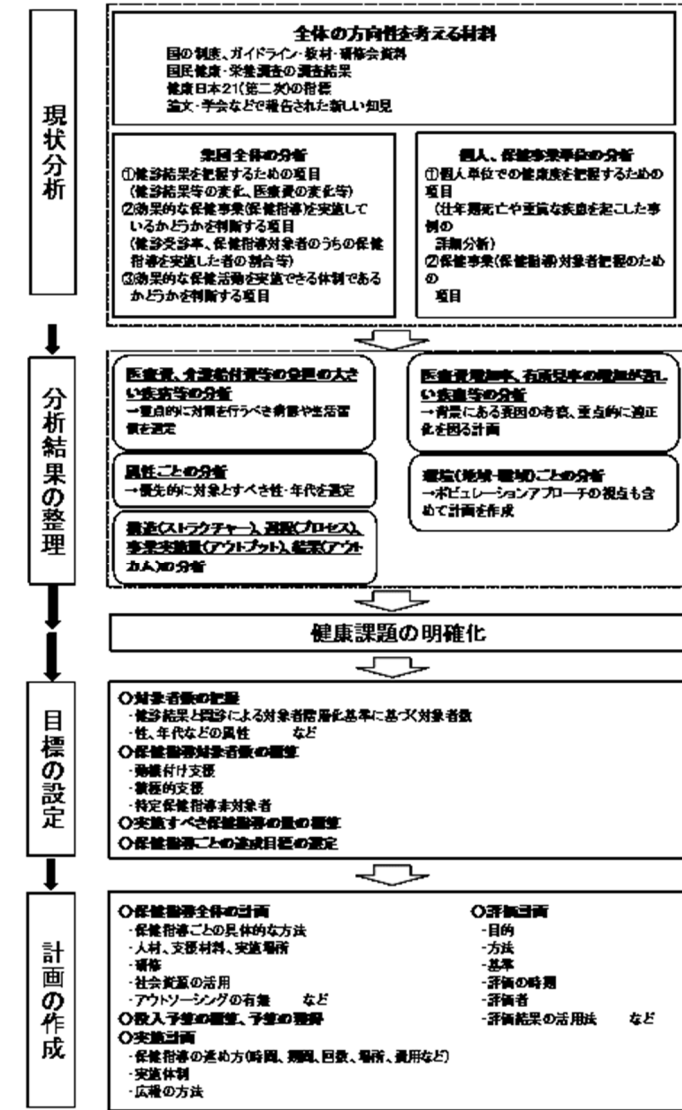 現状分析
全体の方向性を考える材料
国の制度、ガイドライン・教材・研修会資料
国民健康・栄養調査の調査結果
健康日本21(第二次)の指標
論文・学会などで報告された新しい知見
集団全体の分析
①健診結果を把握するための項目
(健診結果等の変化、医療費の変化等)
②効果的な保健事業(保健指導)を実施して
いるかどうかを判断する項目
(健診受診率、保健指導対象者のうちの保健
指導を実施した者の割合等)
③効果的な保健活動を実施できる体制である
かどうかを判断する項目
個人、保健事業単位の分析
①個人単位での健康度を把握するための
項目
(壮年期死亡や重篤な疾患を起こした事
例の
詳細分析)
②保健事業(保健指導)対象者把握のため
の
項目
分析結果の整理
医療費、介護給付費等の負担の大き
い疾病等の分析
→重点的に対策を行うべき病態や生活習
慣を選定
属性ごとの分析
→優先的に対象とすべき性・年代を選定
構造(ストラクチャー)、過程(プロセス)、
事業実施量(アウトプット)、結果(アウト
カム)の分析
医療費増加率、有所見率の増加が著し
い疾患等の分析
→背景にある要因の考察、重点的に適正
化を図る計画
環境(地域・職域)ごとの分析
→ポピュレーションアプローチの視点も含
めて計画を作成
健康課題の明確化
目標の設定
○対象者数の把握
・健診結果と問診による対象者階層化基準に基づく対象者数
・性、年代などの属性 など
○保健指導対象者数の概算
・動機付け支援
・積極的支援
・特定保健指導非対象者
○実施すべき保健指導の量の概算
○保健指導ごとの達成目標の設定
計画の作成
○保健指導全体の計画
・保健指導ごとの具体的な方法
・人材、支援材料、実施場所
・研修
・社会資源の活用
・アウトソーシングの有無 など
○投入予算の概算、予算の獲得
○実施計画
・保健指導の進め方(時間、期間、回数、場所、費用など)
・実施体制
・広報の方法
○評価計画
・目的
・方法
・基準
・評価の時期
・評価者
・評価結果の活用法 など